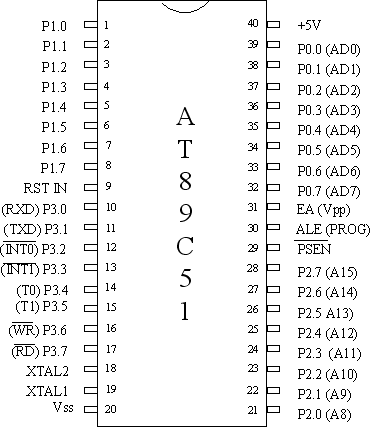 P1.0 1 40 +5V
P1.1 2 39 P0.0 (AD0)
P1.2 3 38 P0.1 (AD1)
P1.3 4 37 P0.2 (AD2)
P1.4 5 36 P0.3 (AD3)
P1.5 6 35 P0.4 (AD4)
P1.6 7 34 P0.5 (AD5)
P1.7 8 33 P0.6 (AD6)
RST IN 9 32 P0.7 (AD7)
(RXD) P3.0 10 31 EA (Vpp)
(TXD) P3.1 11 30 ALE (PROG)
(INT0) P3.2 12 29 PSEN
(INT1) P3.3 13 28 P2.7 (A15)
(T0) P3.4 14 27 P2.6 (A14)
(T1) P3.5 15 26 P2.5 A13)
(WR) P3.6 16 25 P2.4 (A12)
(RD) P3.7 17 24 P2.3 (A11)
XTAL2 18 23 P2.2 (A10)
XTAL1 19 22 P2.1 (A9)
Vss 20 21 P2.0 (A8)
AT89C51